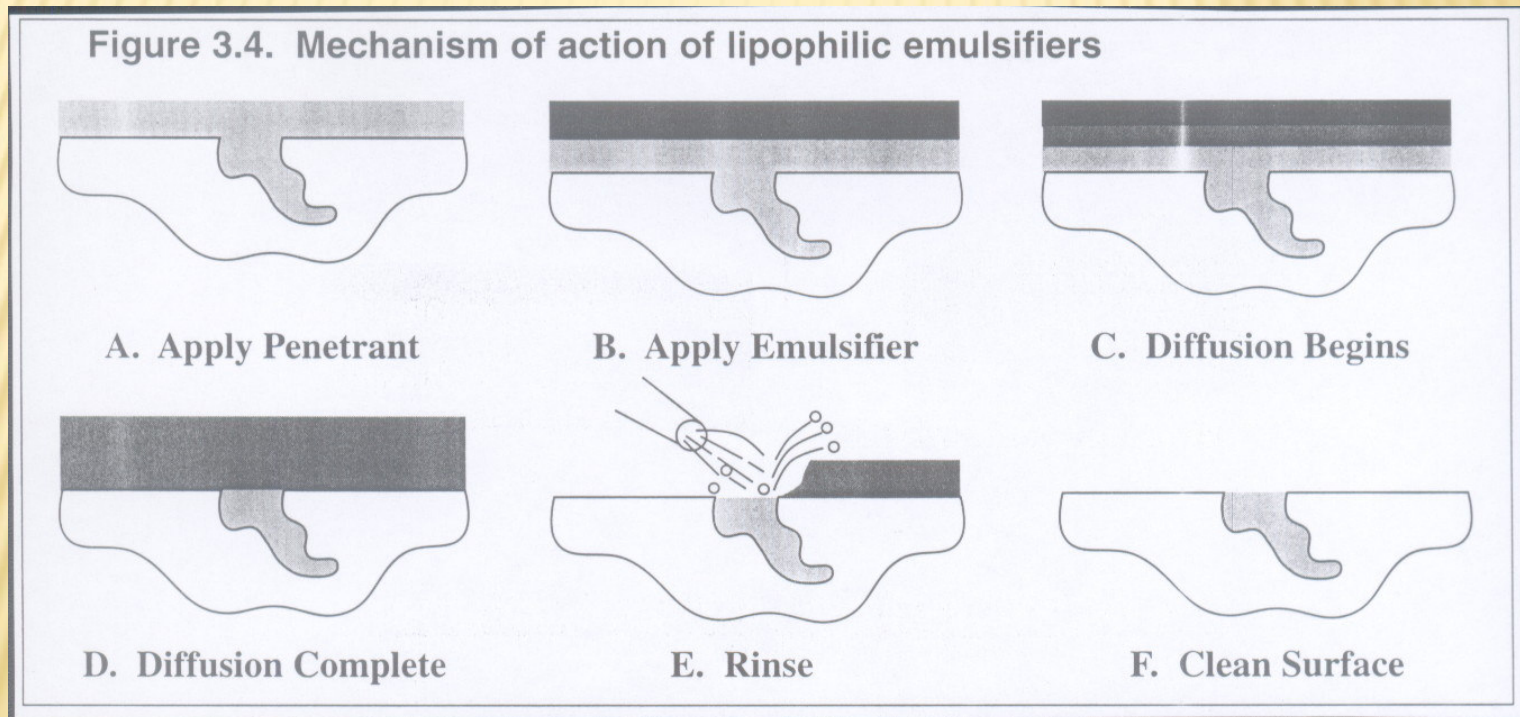 Figure 3.4. Mechanism of action of lipophilic emulsifiers
A. Apply Penetrant
B. Apply Emulsifier
C. Diffusion Begins
D. Diffusion Complete
E. Rinse
F. Clean Surface